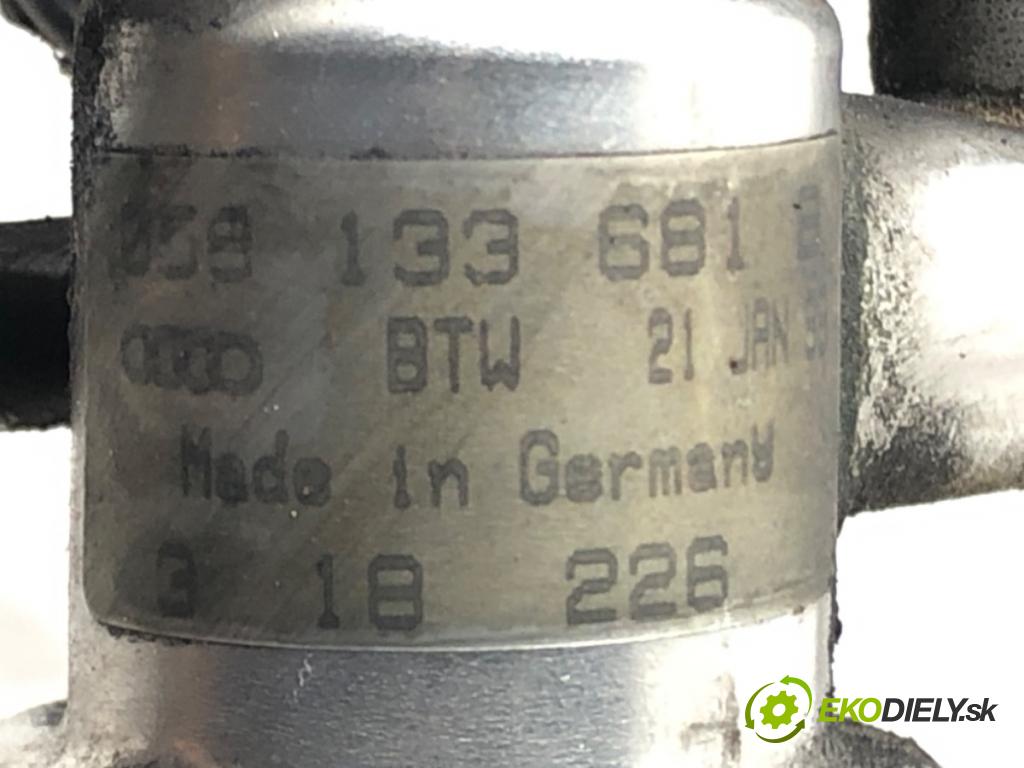 058 133 681
BTW 21 JAN
Made in Germany
3 18 226
EKODIELY.sk